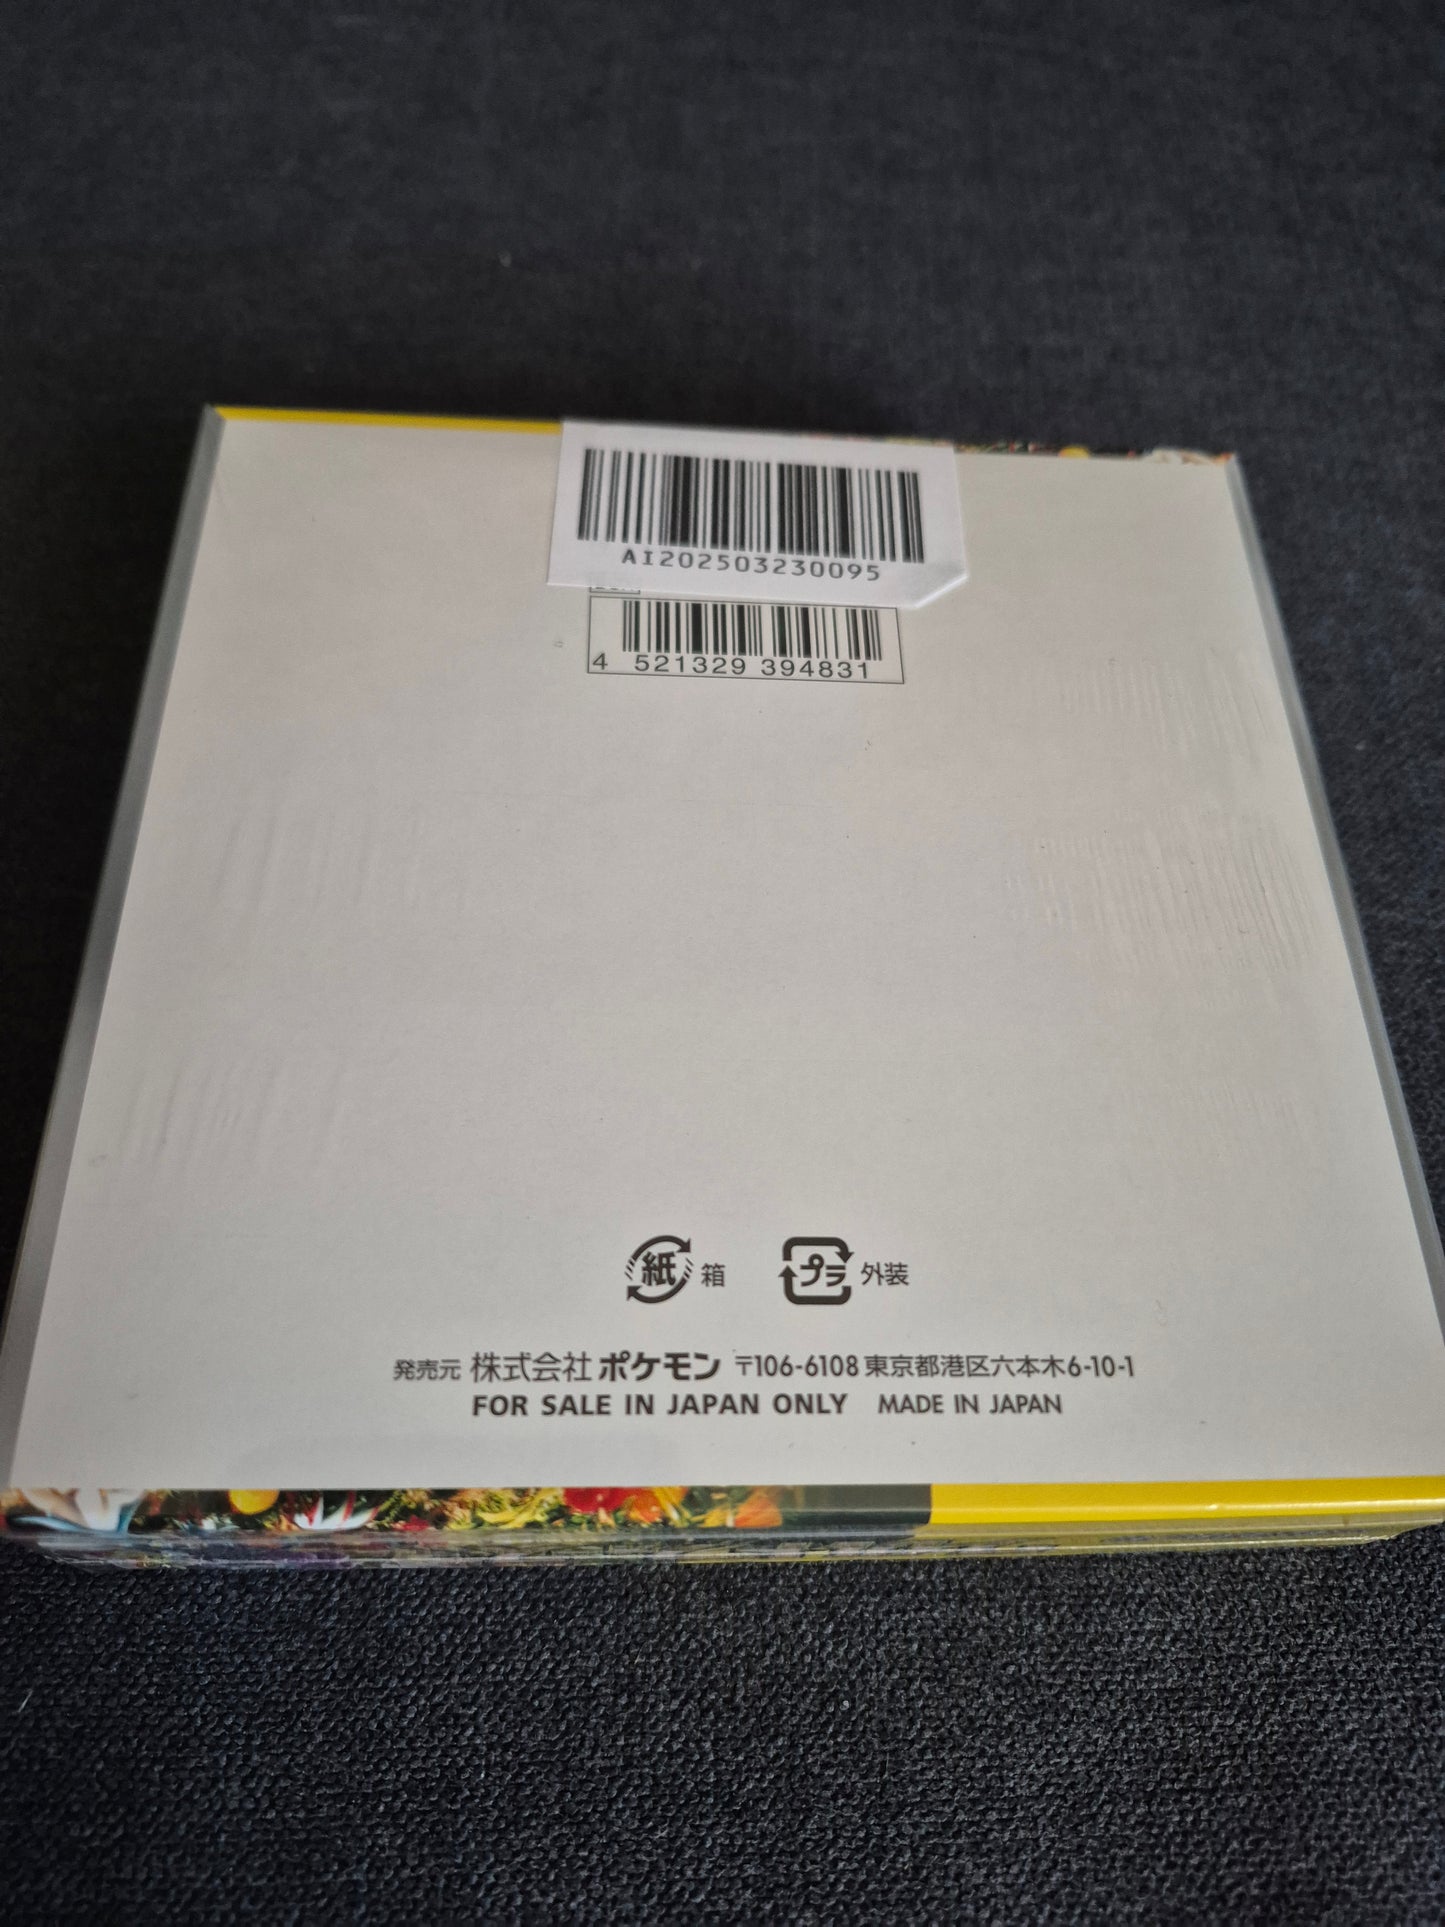 AI202503230095
4 521329 394831
紙 箱 プラ 外装
発売元 株式会社ポケモン 〒106-6108 東京都港区六本木6-10-1
FOR SALE IN JAPAN ONLY MADE IN JAPAN